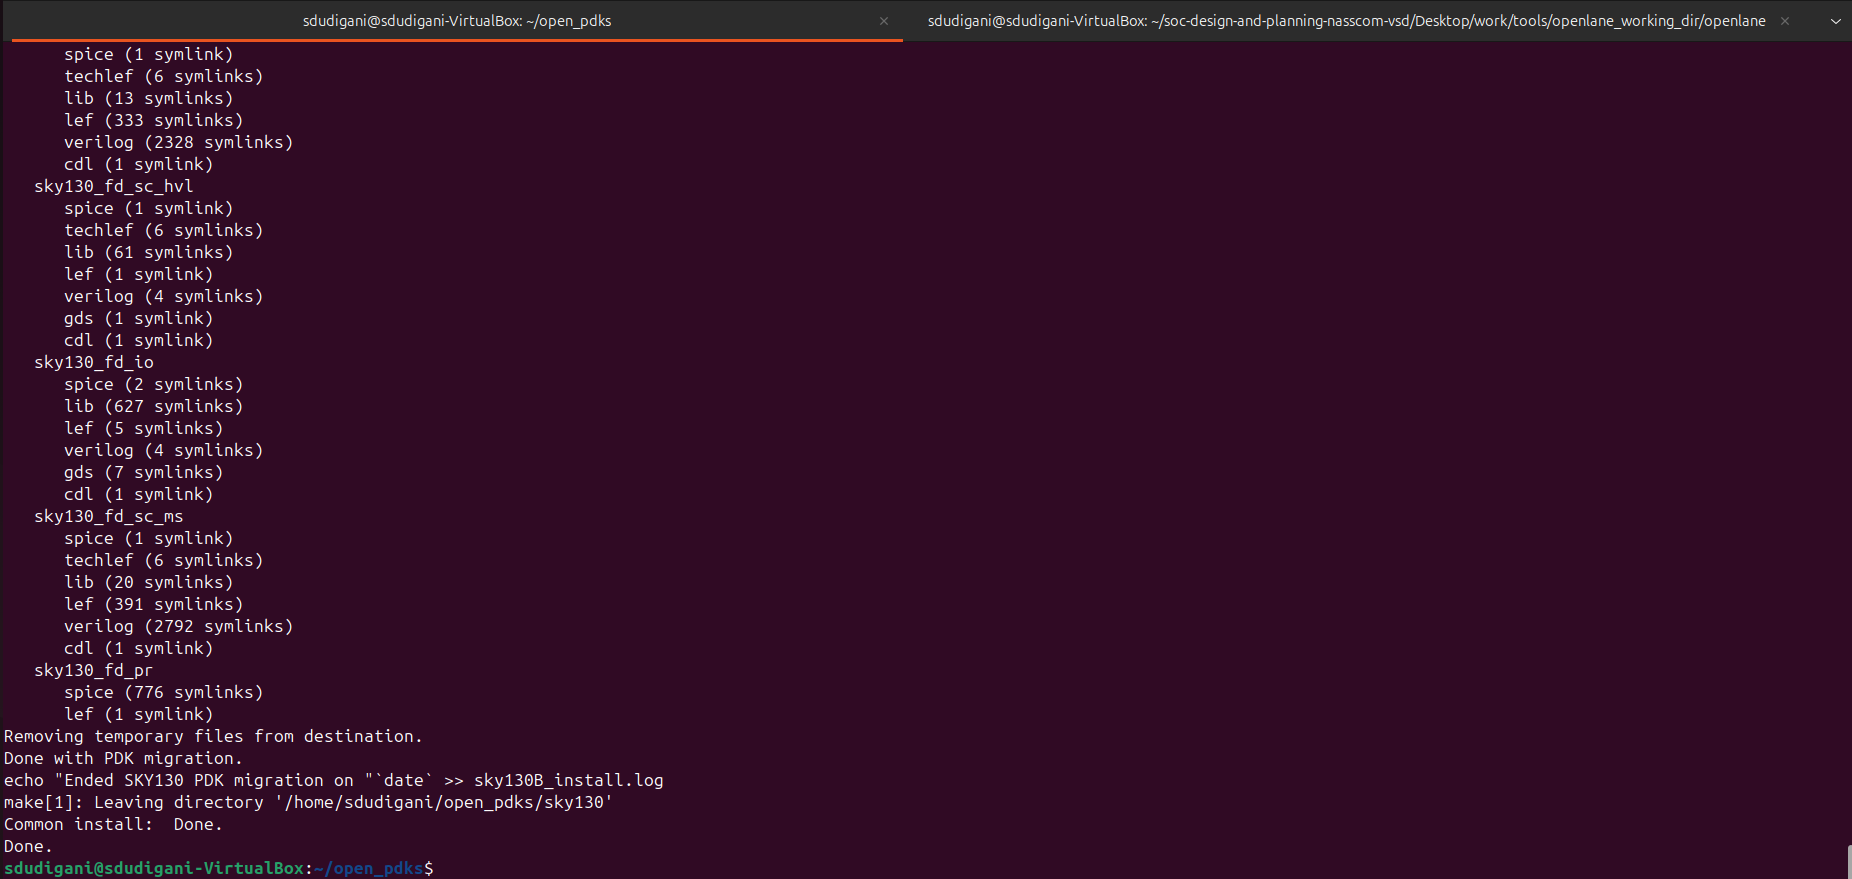 sdudigani@sdudigani-VirtualBox: ~/open_pdks × sdudigani@sdudigani-VirtualBox: ~/soc-design-and-planning-nasscom-vsd/Desktop/work/tools/openlane_working_dir/openlane ×
spice (1 symlink)
techlef (6 symlinks)
lib (13 symlinks)
lef (333 symlinks)
verilog (2328 symlinks)
cdl (1 symlink)
sky130_fd_sc_hvl
spice (1 symlink)
techlef (6 symlinks)
lib (61 symlinks)
lef (1 symlink)
verilog (4 symlinks)
gds (1 symlink)
cdl (1 symlink)
sky130_fd_io
spice (2 symlinks)
lib (627 symlinks)
lef (5 symlinks)
verilog (4 symlinks)
gds (7 symlinks)
cdl (1 symlink)
sky130_fd_sc_ms
spice (1 symlink)
techlef (6 symlinks)
lib (20 symlinks)
lef (391 symlinks)
verilog (2792 symlinks)
cdl (1 symlink)
sky130_fd_pr
spice (776 symlinks)
lef (1 symlink)
Removing temporary files from destination.
Done with PDK migration.
echo "Ended SKY130 PDK migration on "`date` >> sky130B_install.log
make[1]: Leaving directory '/home/sdudigani/open_pdks/sky130'
Common install:  Done.
Done.
sdudigani@sdudigani-VirtualBox:~/open_pdks$